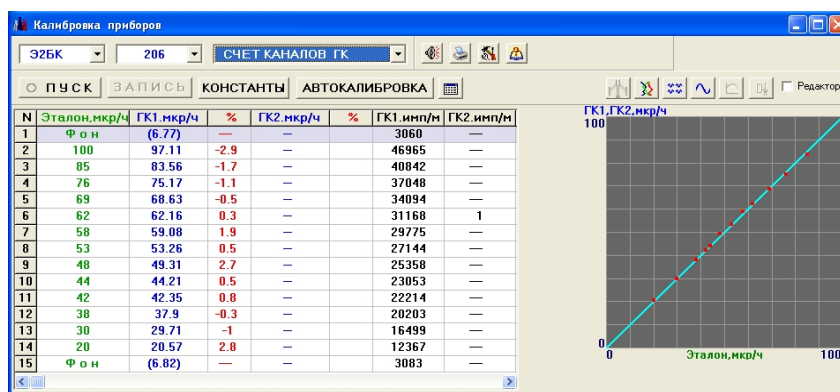 Калибровка приборов
Э2БК 206 СЧЕТ КАНАЛОВ ГК
ПУСК ЗАПИСЬ КОНСТАНТЫ АВТОКАЛИБРОВКА Редактор
N Эталон,мкр/ч ГК1.мкр/ч % ГК2.мкр/ч % ГК1.имп/м ГК2.имп/м
1 Фон (6.77) — — 3060 —
2 100 97.11 -2.9 — 46965 —
3 85 83.56 -1.7 — 40842 —
4 76 75.17 -1.1 — 37048 —
5 69 68.63 -0.5 — 34094 —
6 62 62.16 0.3 — 31168 1
7 58 59.08 1.9 — 29775 —
8 53 53.26 0.5 — 27144 —
9 48 49.31 2.7 — 25358 —
10 44 44.21 0.5 — 23053 —
11 42 42.35 0.8 — 22214 —
12 38 37.9 -0.3 — 20203 —
13 30 29.71 -1 — 16499 —
14 20 20.57 2.8 — 12367 —
15 Фон (6.82) — — 3083 —
ГК1,ГК2,мкр/ч
100
0
0 Эталон,мкр/ч 100